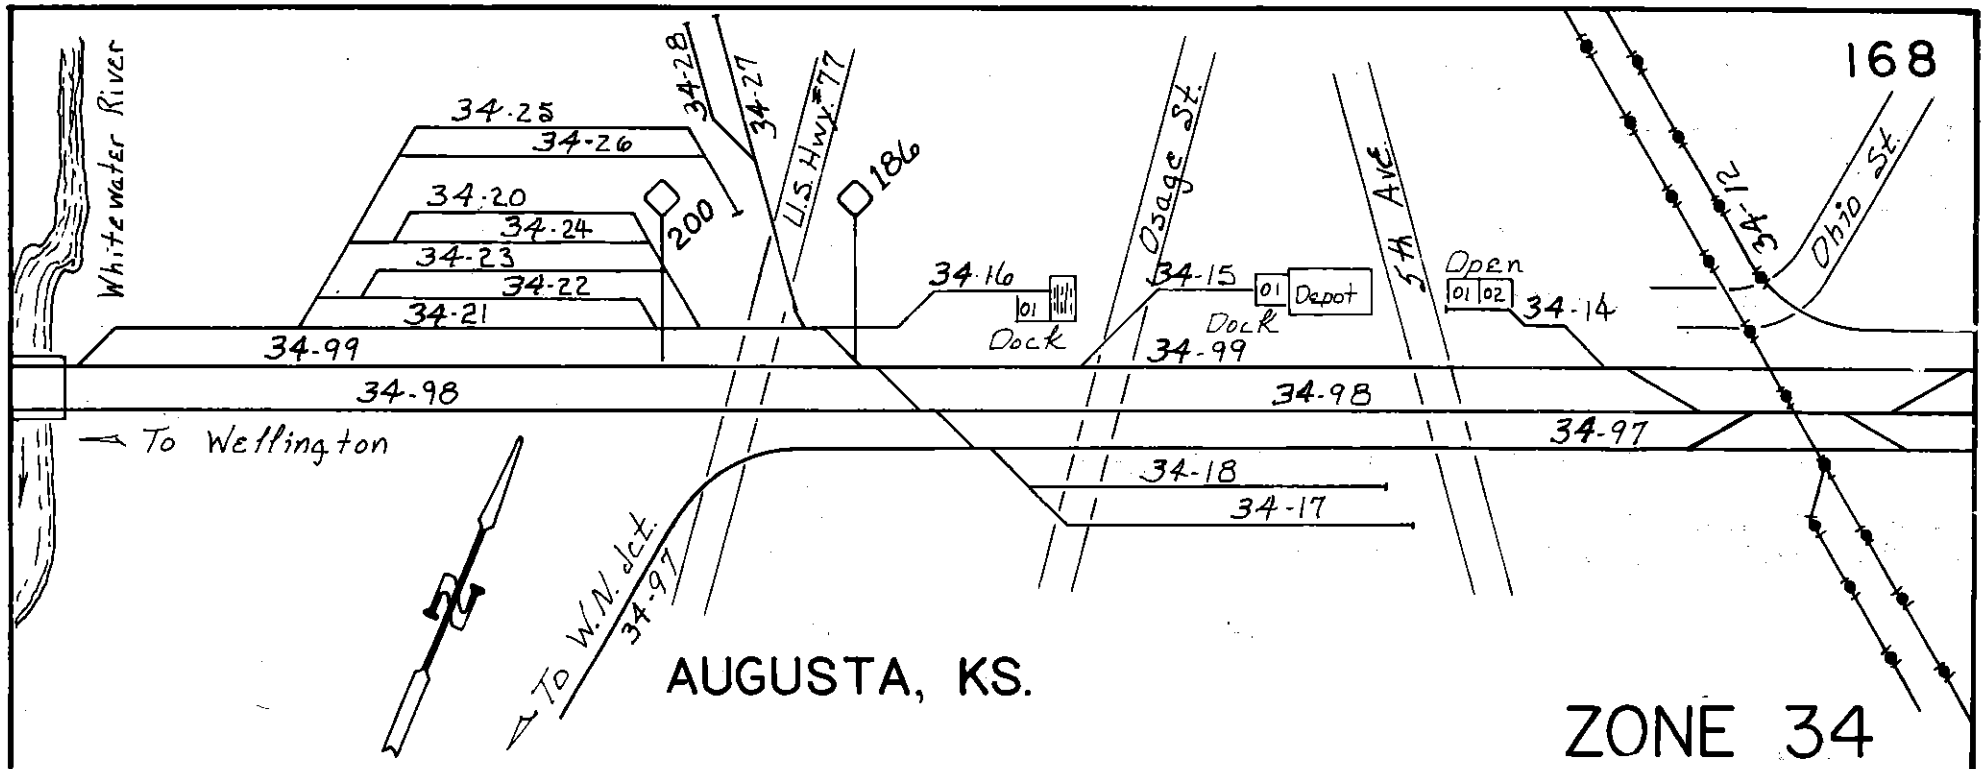 168
Whitewater River
34-28
34-27
U.S. Hwy. #77
34-25
34-26
34-20
34-24
34-23
34-22
34-21
200
186
34-16
01
Dock
Osage St.
34-15
01
Depot
Dock
5th Ave.
Open
01 02
34-14
34-12
Ohio St.
34-99
34-99
34-98
34-98
34-97
To Wellington
34-18
34-17
N
To W.N. Jct.
34-97
AUGUSTA, KS.
ZONE 34